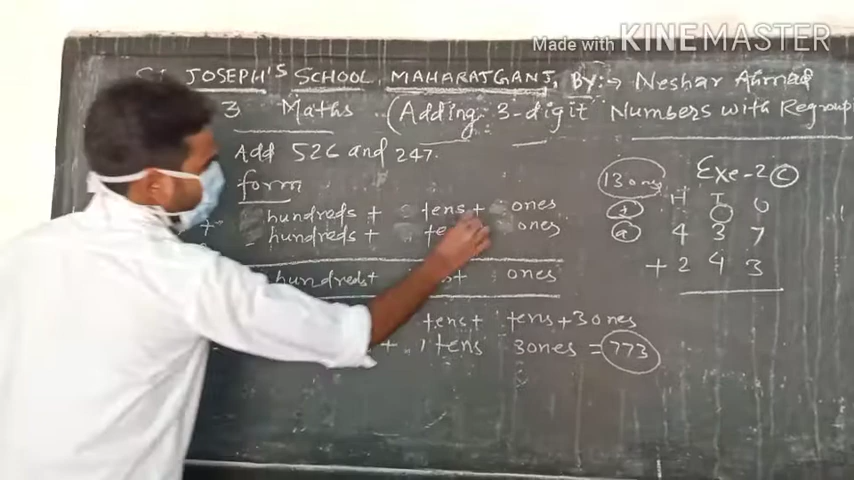 Made with KINEMASTER
St. JOSEPH'S SCHOOL, MAHARAJGANJ, BY:→ Neshar Ahmad
3 Maths (Adding 3-digit Numbers with Regroup
Add 526 and 247.
form
hundreds + tens + ones
+ hundreds + ones
hundreds + ones
tens + tens + 3 ones
+ 1 tens 3 ones = 773
13 ones
Exe-2 C
H T O
(a) 4 3 7
+ 2 4 3